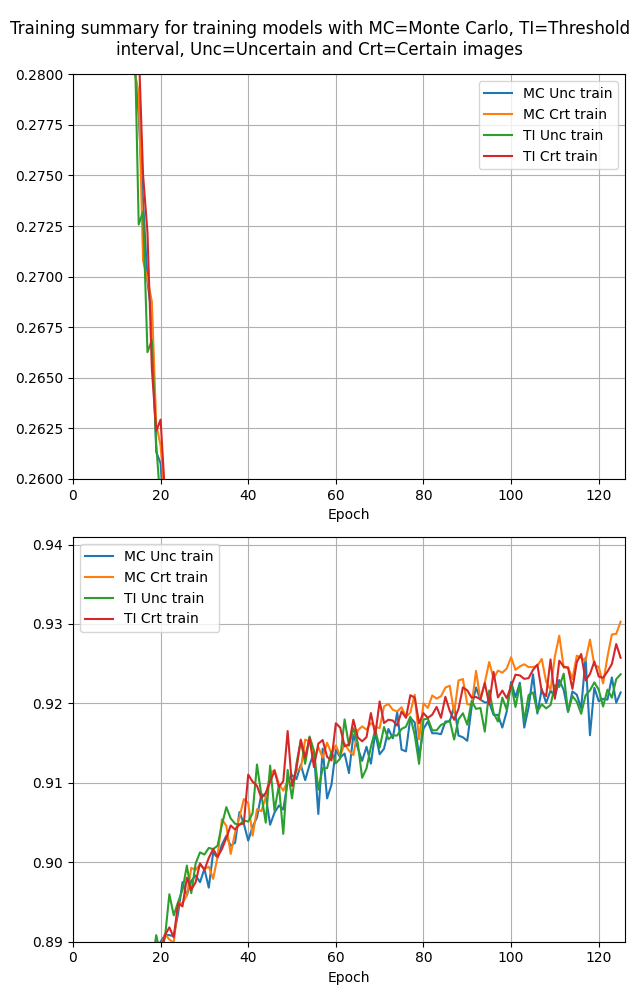 Training summary for training models with MC=Monte Carlo, TI=Threshold
interval, Unc=Uncertain and Crt=Certain images
0.2800
0.2775
0.2750
0.2725
0.2700
0.2675
0.2650
0.2625
0.2600
MC Unc train
MC Crt train
TI Unc train
TI Crt train
0 20 40 60 80 100 120
Epoch
0.94
0.93
0.92
0.91
0.90
0.89
MC Unc train
MC Crt train
TI Unc train
TI Crt train
0 20 40 60 80 100 120
Epoch